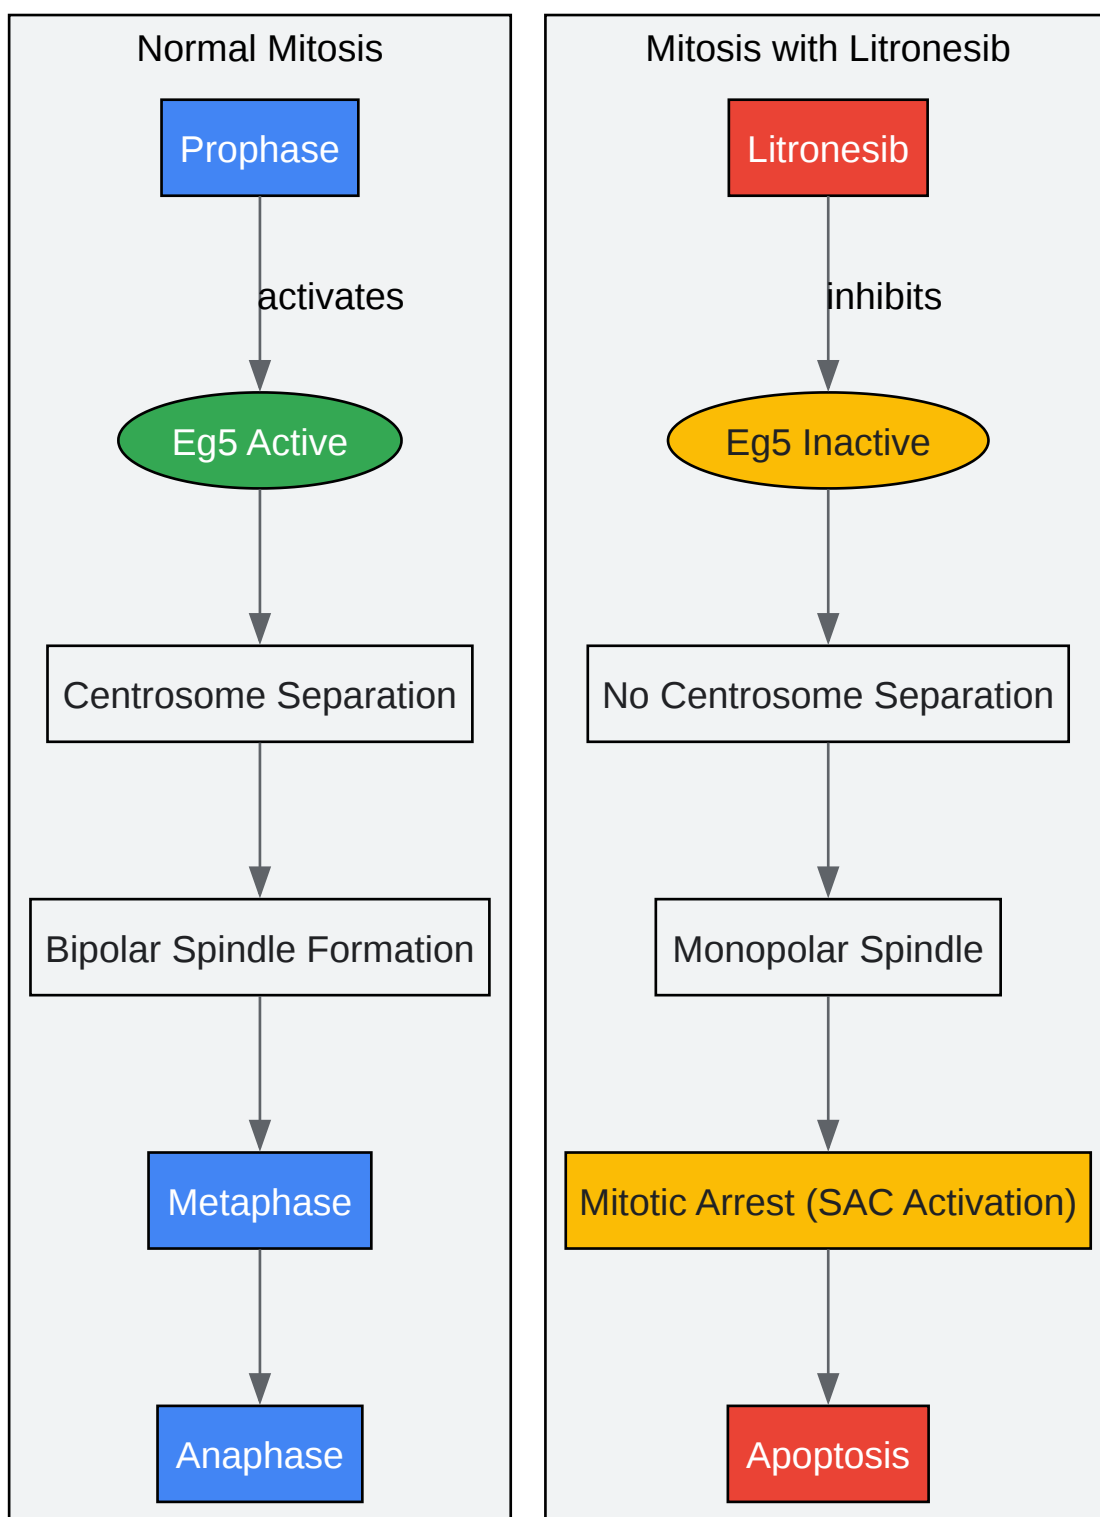 Normal Mitosis
Prophase
activates
Eg5 Active
Centrosome Separation
Bipolar Spindle Formation
Metaphase
Anaphase
Mitosis with Litronesib
Litronesib
inhibits
Eg5 Inactive
No Centrosome Separation
Monopolar Spindle
Mitotic Arrest (SAC Activation)
Apoptosis